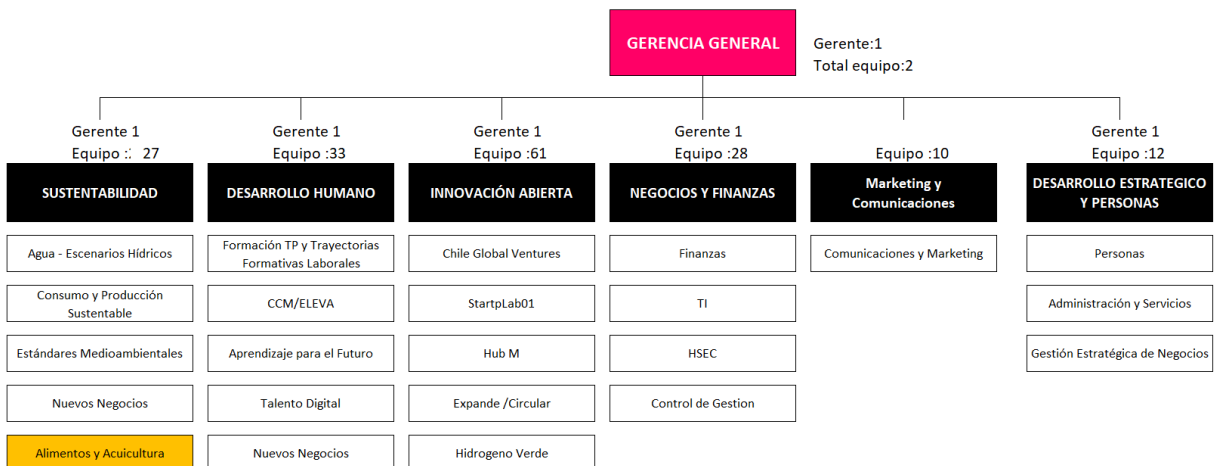 GERENCIA GENERAL
Gerente:1
Total equipo:2
Gerente 1
Equipo : 27
SUSTENTABILIDAD
Agua - Escenarios Hídricos
Consumo y Producción
Sustentable
Estándares Medioambientales
Nuevos Negocios
Alimentos y Acuicultura
Gerente 1
Equipo :33
DESARROLLO HUMANO
Formación TP y Trayectorias
Formativas Laborales
CCM/ELEVA
Aprendizaje para el Futuro
Talento Digital
Nuevos Negocios
Gerente 1
Equipo :61
INNOVACIÓN ABIERTA
Chile Global Ventures
StartpLab01
Hub M
Expande /Circular
Hidrogeno Verde
Gerente 1
Equipo :28
NEGOCIOS Y FINANZAS
Finanzas
TI
HSEC
Control de Gestion
Equipo :10
Marketing y
Comunicaciones
Comunicaciones y Marketing
Gerente 1
Equipo :12
DESARROLLO ESTRATEGICO
Y PERSONAS
Personas
Administración y Servicios
Gestión Estratégica de Negocios